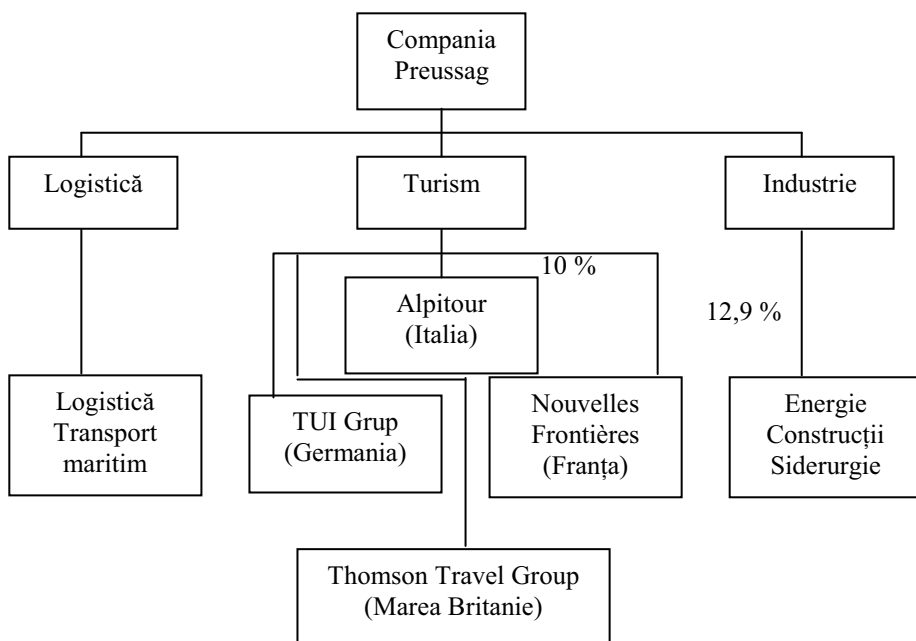 Compania
Preussag
Logistică
Turism
Industrie
10 %
Alpitour
(Italia)
12,9 %
Logistică
Transport
maritim
TUI Grup
(Germania)
Nouvelles
Frontières
(Franța)
Energie
Construcții
Siderurgie
Thomson Travel Group
(Marea Britanie)